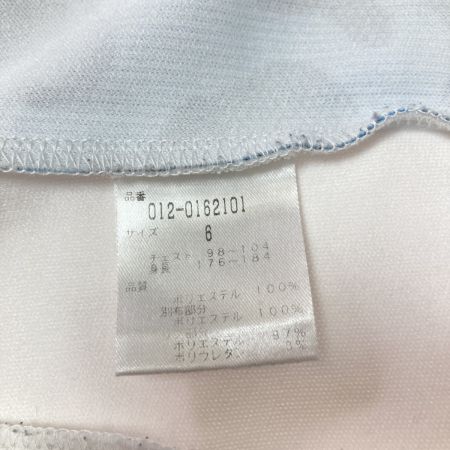 品番
012-0162101
サイズ
6
チェスト 98~104
身長 176~184
品質
ポリエステル 100%
別布部分
ポリエステル 100%
ポリエステル 97%
ポリウレタン